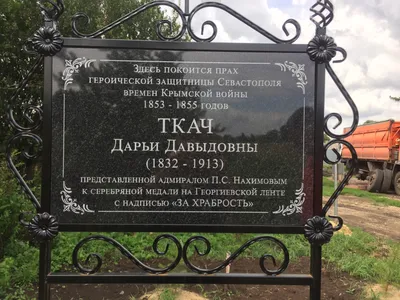 Здесь покоится прах
героической защитницы Севастополя
времен Крымской войны
1853 - 1855 годов
ТКАЧ
Дарьи Давыдовны
(1832 - 1913)
представленной адмиралом П.С. Нахимовым
к серебряной медали на Георгиевской ленте
с надписью «ЗА ХРАБРОСТЬ»